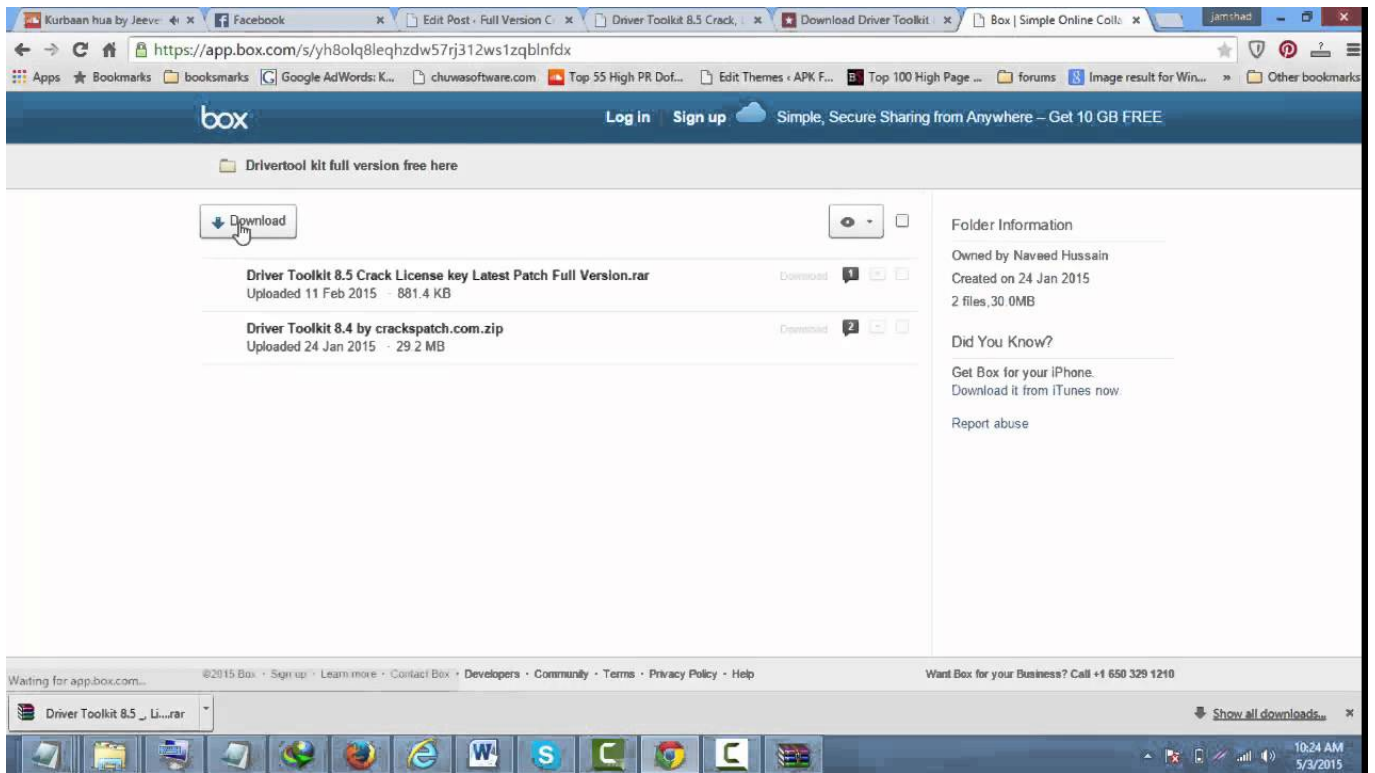 Kurbaan hua by Jeeve
Facebook
Edit Post ‹ Full Version C
Driver Toolkit 8.5 Crack, L
Download Driver Toolkit
Box | Simple Online Colla
jamshad
https://app.box.com/s/yh8olq8leqhzdw57rj312ws1zqblnfdx
Apps
Bookmarks
booksmarks
Google AdWords: K...
chuwasoftware.com
Top 55 High PR Dof...
Edit Themes ‹ APK F...
Top 100 High Page ...
forums
Image result for Win...
»
Other bookmarks
box
Log in
Sign up
Simple, Secure Sharing from Anywhere – Get 10 GB FREE
Drivertool kit full version free here
Download
Driver Toolkit 8.5 Crack License key Latest Patch Full Version.rar
Download
1
Uploaded 11 Feb 2015 · 881.4 KB
Driver Toolkit 8.4 by crackspatch.com.zip
Download
2
Uploaded 24 Jan 2015 · 29.2 MB
Folder Information
Owned by Naveed Hussain
Created on 24 Jan 2015
2 files,30.0MB
Did You Know?
Get Box for your iPhone.
Download it from iTunes now.
Report abuse
Waiting for app.box.com...
©2015 Box · Sign up · Learn more · Contact Box · Developers · Community · Terms · Privacy Policy · Help
Want Box for your Business? Call +1 650 329 1210
Driver Toolkit 8.5 _ Li....rar
Show all downloads...
10:24 AM
5/3/2015